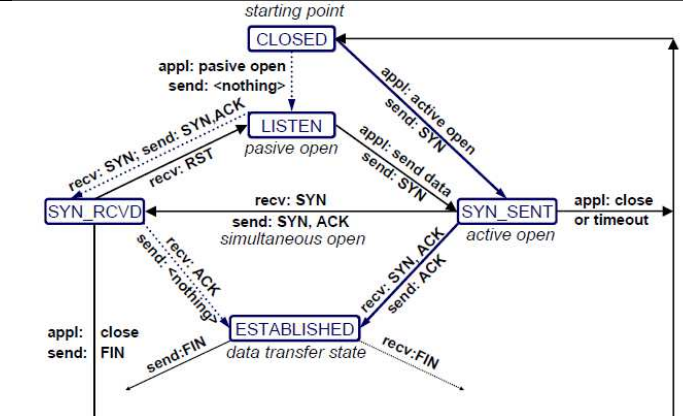 starting point
CLOSED
appl: pasive open
send: <nothing>
appl: active open
send: SYN
LISTEN
pasive open
recv: SYN; send: SYN,ACK
recv: RST
appl: send data
send: SYN
SYN_RCVD
recv: SYN
send: SYN, ACK
simultaneous open
SYN_SENT
active open
appl: close
or timeout
recv: ACK
send: <nothing>
recv: SYN, ACK
send: ACK
ESTABLISHED
data transfer state
appl: close
send: FIN
send:FIN
recv:FIN